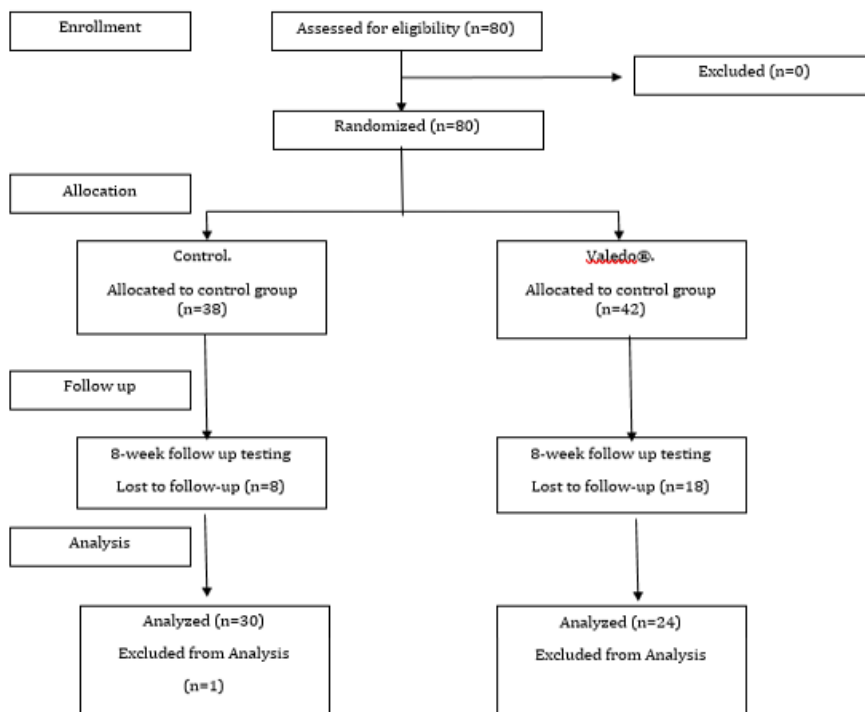 Enrollment
Assessed for eligibility (n=80)
Excluded (n=0)
Randomized (n=80)
Allocation
Control.
Allocated to control group
(n=38)
Valedo®.
Allocated to control group
(n=42)
Follow up
8-week follow up testing
Lost to follow-up (n=8)
8-week follow up testing
Lost to follow-up (n=18)
Analysis
Analyzed (n=30)
Excluded from Analysis
(n=1)
Analyzed (n=24)
Excluded from Analysis